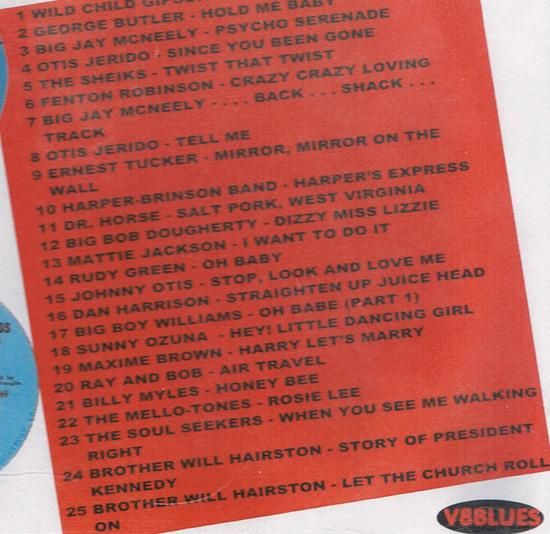 1 WILD CHILD
2 GEORGE BUTLER - HOLD ME BABY
3 BIG JAY MCNEELY - PSYCHO SERENADE
4 OTIS JERIDO - SINCE YOU BEEN GONE
5 THE SHEIKS - TWIST THAT TWIST
6 FENTON ROBINSON - CRAZY CRAZY LOVING
7 BIG JAY MCNEELY - . . . . BACK . . . SHACK . . .
TRACK
8 OTIS JERIDO - TELL ME
9 ERNEST TUCKER - MIRROR, MIRROR ON THE
WALL
10 HARPER-BRINSON BAND - HARPER'S EXPRESS
11 DR. HORSE - SALT PORK, WEST VIRGINIA
12 BIG BOB DOUGHERTY - DIZZY MISS LIZZIE
13 MATTIE JACKSON - I WANT TO DO IT
14 RUDY GREEN - OH BABY
15 JOHNNY OTIS - STOP, LOOK AND LOVE ME
16 DAN HARRISON - STRAIGHTEN UP JUICE HEAD
17 BIG BOY WILLIAMS - OH BABE (PART 1)
18 SUNNY OZUNA - HEY! LITTLE DANCING GIRL
19 MAXIME BROWN - HARRY LET'S MARRY
20 RAY AND BOB - AIR TRAVEL
21 BILLY MYLES - HONEY BEE
22 THE MELLO-TONES - ROSIE LEE
23 THE SOUL SEEKERS - WHEN YOU SEE ME WALKING
RIGHT
24 BROTHER WILL HAIRSTON - STORY OF PRESIDENT
KENNEDY
25 BROTHER WILL HAIRSTON - LET THE CHURCH ROLL
ON
V8BLUES